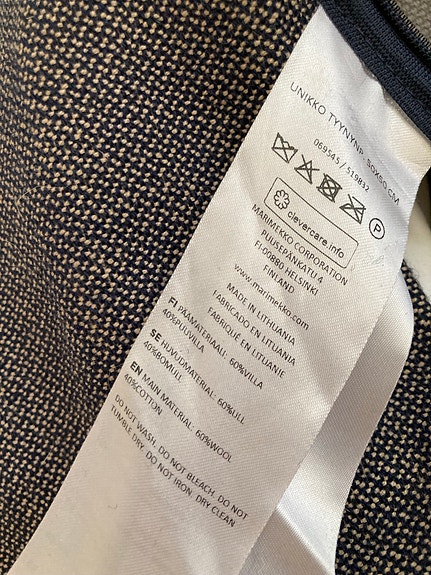 UNIKKO TYYNYNP. 50X50 CM
069545 / 519832
P
clevercare.info
MARIMEKKO CORPORATION
PUUSEPÄNKATU 4
FI-00880 HELSINKI
FINLAND
www.marimekko.com
MADE IN LITHUANIA
FABRICADO EN LITUANIA
FABRIQUÉ EN LITUANIE
FI PÄÄMATERIAALI: 60%VILLA
40%PUUVILLA
SE HUVUDMATERIAL: 60%ULL
40%BOMULL
EN MAIN MATERIAL: 60%WOOL
40%COTTON
DO NOT WASH. DO NOT BLEACH. DO NOT
TUMBLE DRY. DO NOT IRON. DRY CLEAN